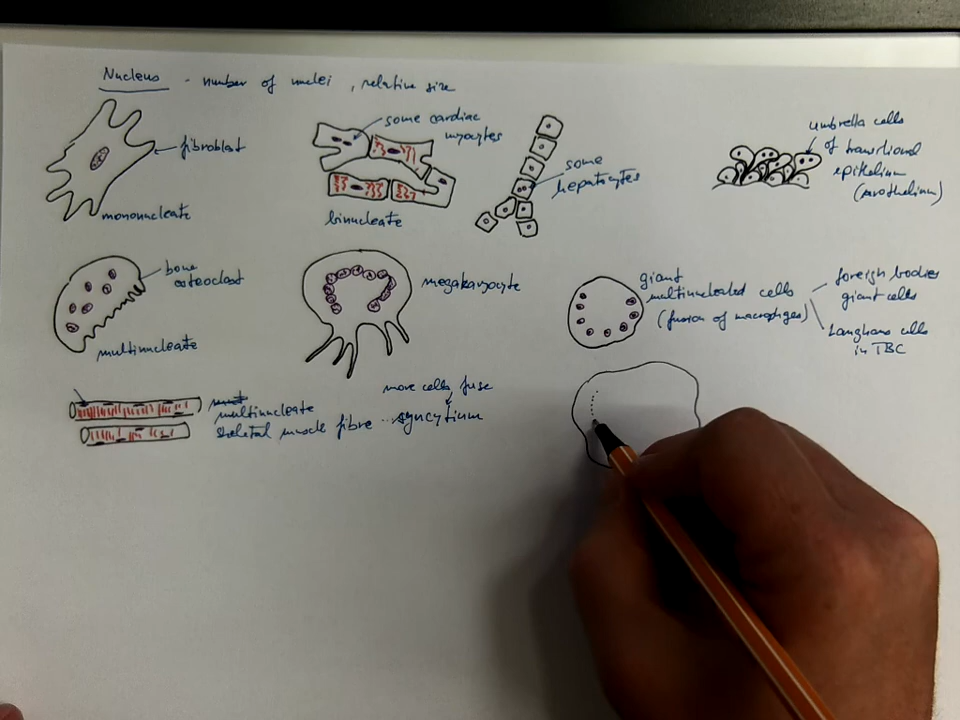 Nucleus - number of nuclei, relative size
fibroblast
mononucleate
some cardiac
myocytes
binucleate
some
hepatocytes
umbrella cells
of transitional
epithelium
(urothelium)
bone
osteoclast
multinucleate
megakaryocyte
giant
multinucleated cells
(fusion of macrophages)
foreign bodies
giant cells
Langhans cells
in TBC
multinucleate
skeletal muscle fibre ... syncytium
more cells fuse